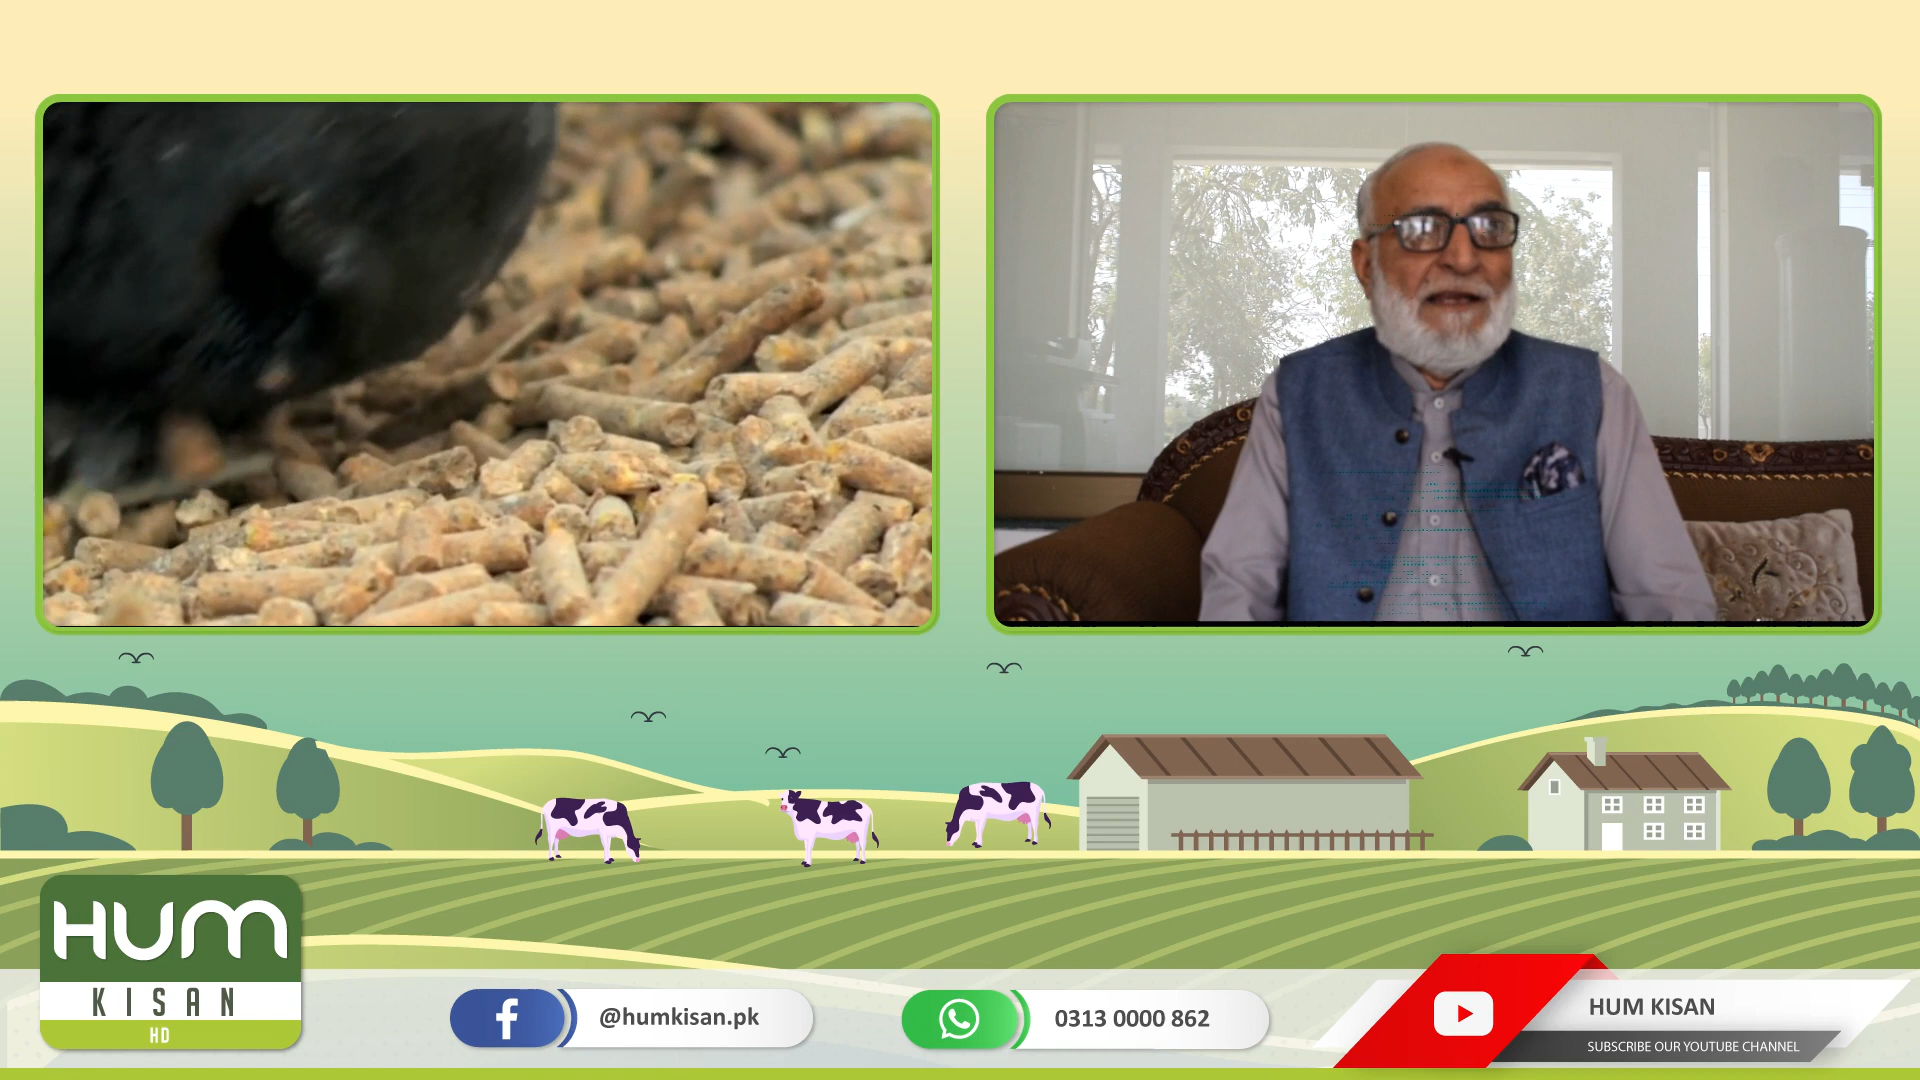 HUM
KISAN
HD
@humkisan.pk
0313 0000 862
HUM KISAN
SUBSCRIBE OUR YOUTUBE CHANNEL